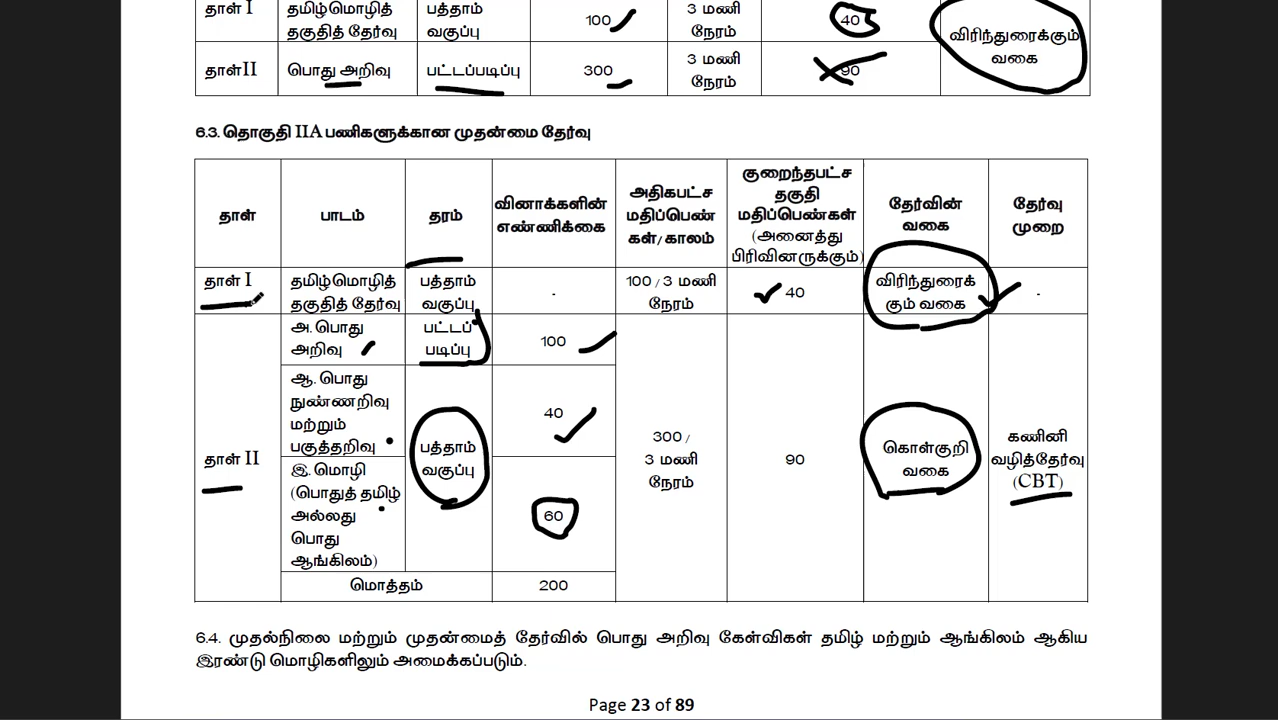 தாள் I தமிழ்மொழித் பத்தாம் 100 3 மணி 40 விரிந்துரைக்கும்
தகுதித் தேர்வு வகுப்பு நேரம் வகை
தாள்II பொது அறிவு பட்டப்படிப்பு 300 3 மணி 90
நேரம்
6.3. தொகுதி IIA பணிகளுக்கான முதன்மை தேர்வு
தாள்
பாடம்
தரம்
வினாக்களின்
எண்ணிக்கை
அதிகபட்ச
மதிப்பெண்
கள்/காலம்
குறைந்தபட்ச
தகுதி
மதிப்பெண்கள்
(அனைத்து
பிரிவினருக்கும்)
தேர்வின்
வகை
தேர்வு
முறை
தாள் I தமிழ்மொழித் பத்தாம் - 100 / 3 மணி 40 விரிந்துரைக் -
தகுதித் தேர்வு வகுப்பு நேரம் கும் வகை
தாள் II
அ. பொது
அறிவு
பட்டப்
படிப்பு
100
ஆ. பொது
நுண்ணறிவு
மற்றும்
பகுத்தறிவு
பத்தாம்
வகுப்பு
40
இ. மொழி
(பொதுத் தமிழ்
அல்லது
பொது
ஆங்கிலம்)
60
300 /
3 மணி
நேரம்
90
கொள்குறி
வகை
கணினி
வழித்தேர்வு
(CBT)
மொத்தம் 200
6.4. முதல்நிலை மற்றும் முதன்மைத் தேர்வில் பொது அறிவு கேள்விகள் தமிழ் மற்றும் ஆங்கிலம் ஆகிய
இரண்டு மொழிகளிலும் அமைக்கப்படும்.
Page 23 of 89